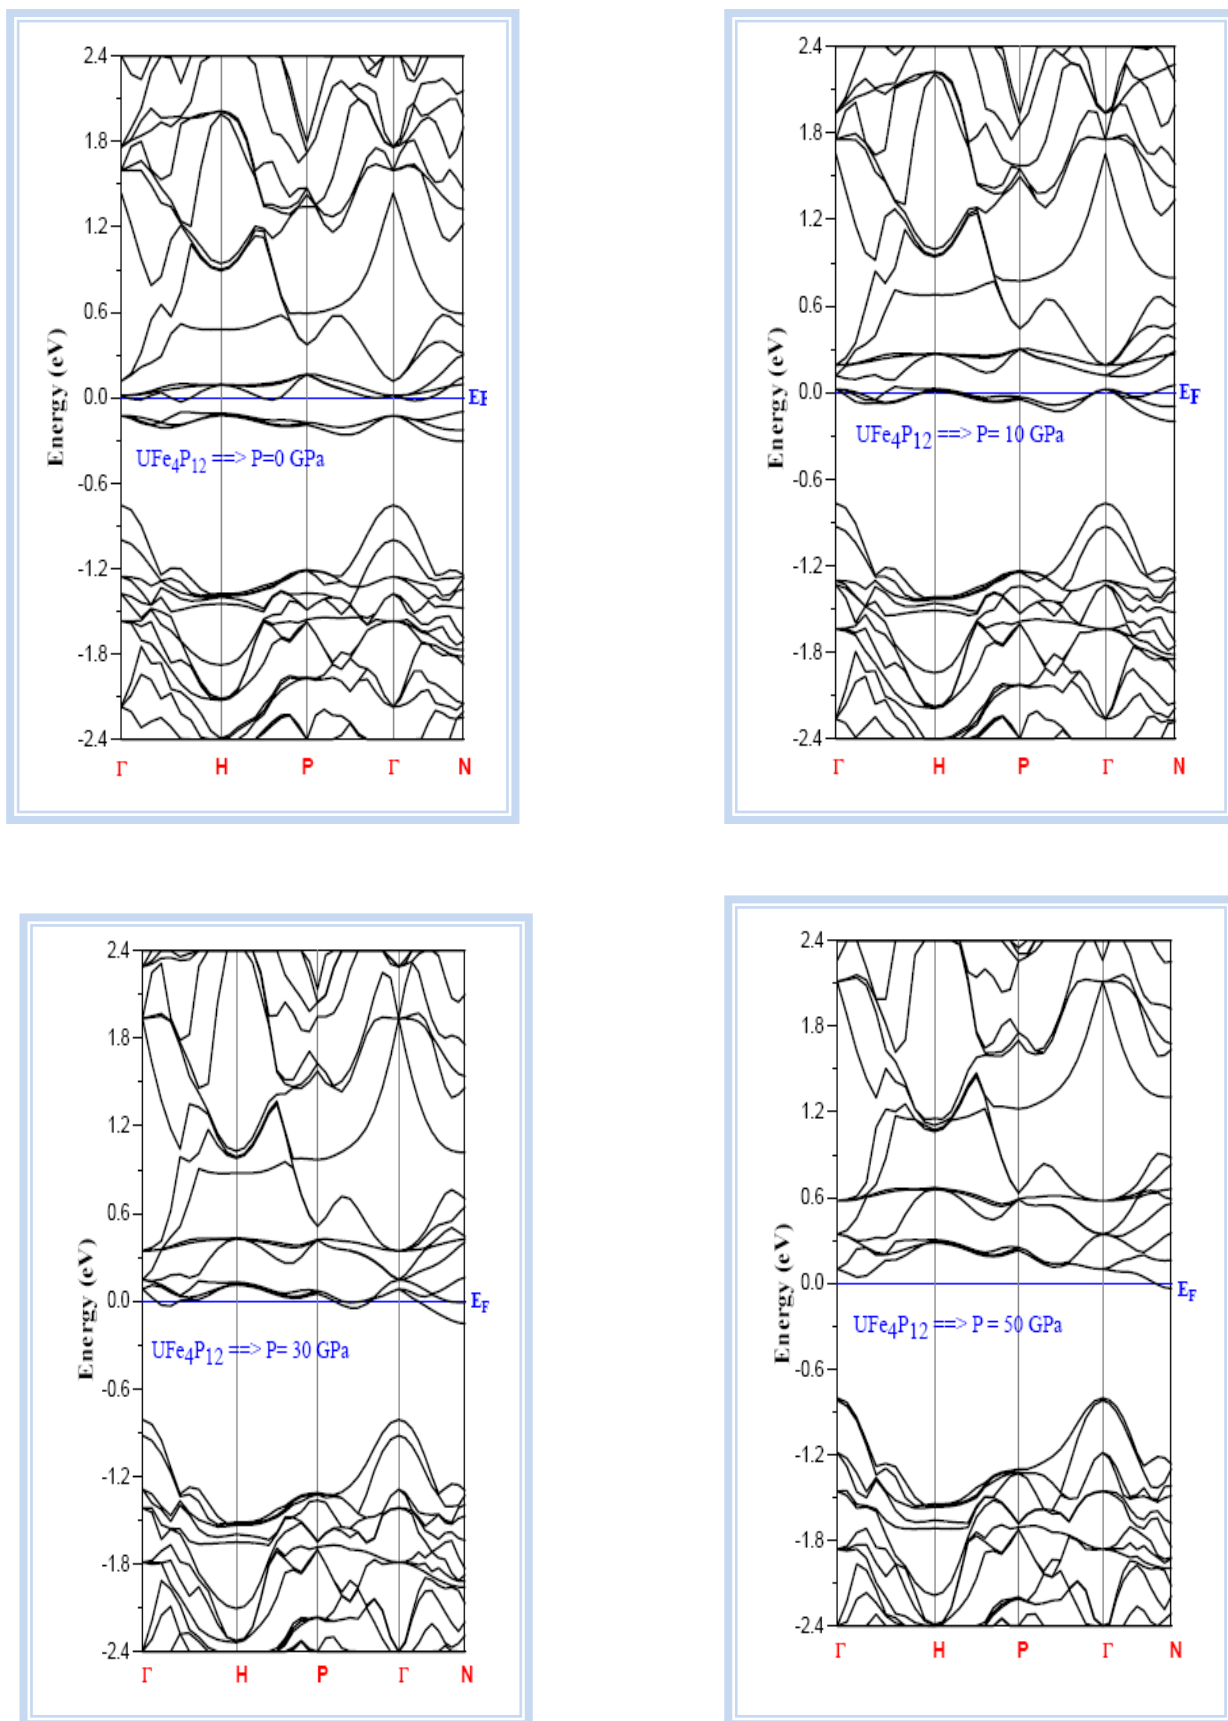 2.4
1.8
1.2
0.6
0.0
-0.6
-1.2
-1.8
-2.4
Energy (eV)
EF
UFe4P12 ==> P=0 GPa
Γ H P Γ N
2.4
1.8
1.2
0.6
0.0
-0.6
-1.2
-1.8
-2.4
Energy (eV)
EF
UFe4P12 ==> P= 10 GPa
Γ H P Γ N
2.4
1.8
1.2
0.6
0.0
-0.6
-1.2
-1.8
-2.4
Energy (eV)
EF
UFe4P12 ==> P= 30 GPa
Γ H P Γ N
2.4
1.8
1.2
0.6
0.0
-0.6
-1.2
-1.8
-2.4
Energy (eV)
EF
UFe4P12 ==> P = 50 GPa
Γ H P Γ N